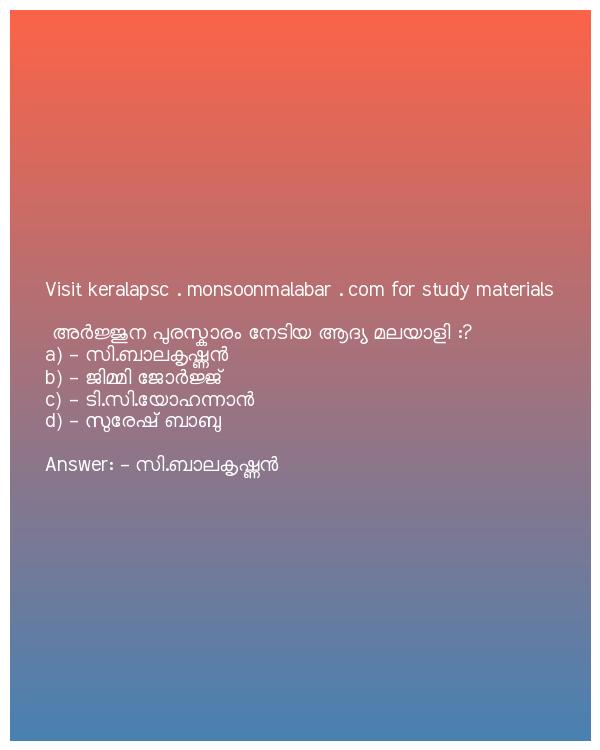 Visit keralapsc . monsoonmalabar . com for study materials
അർജ്ജുന പുരസ്കാരം നേടിയ ആദ്യ മലയാളി :?
a) - സി.ബാലകൃഷ്ണൻ
b) - ജിമ്മി ജോർജ്ജ്
c) - ടി.സി.യോഹന്നാൻ
d) - സുരേഷ് ബാബു
Answer: - സി.ബാലകൃഷ്ണൻ